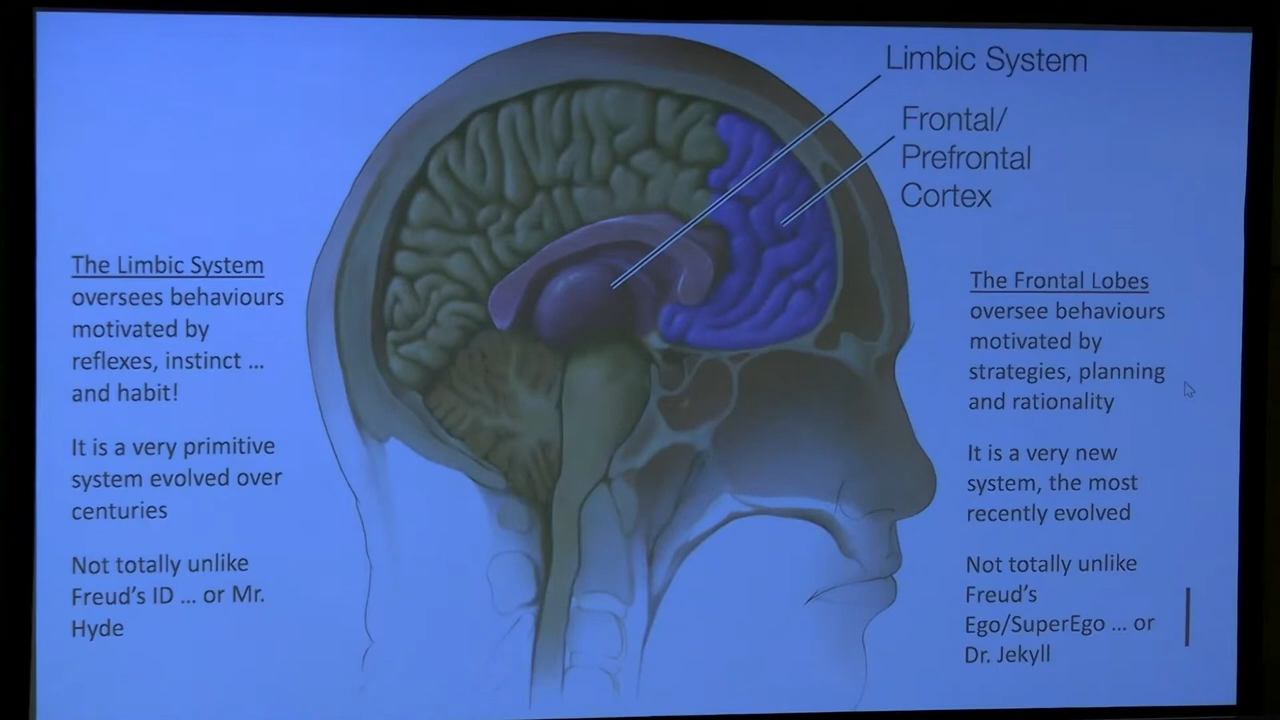 Limbic System
Frontal/
Prefrontal
Cortex
The Limbic System
oversees behaviours
motivated by
reflexes, instinct ...
and habit!
It is a very primitive
system evolved over
centuries
Not totally unlike
Freud's ID ... or Mr.
Hyde
The Frontal Lobes
oversee behaviours
motivated by
strategies, planning
and rationality
It is a very new
system, the most
recently evolved
Not totally unlike
Freud's
Ego/SuperEgo ... or
Dr. Jekyll